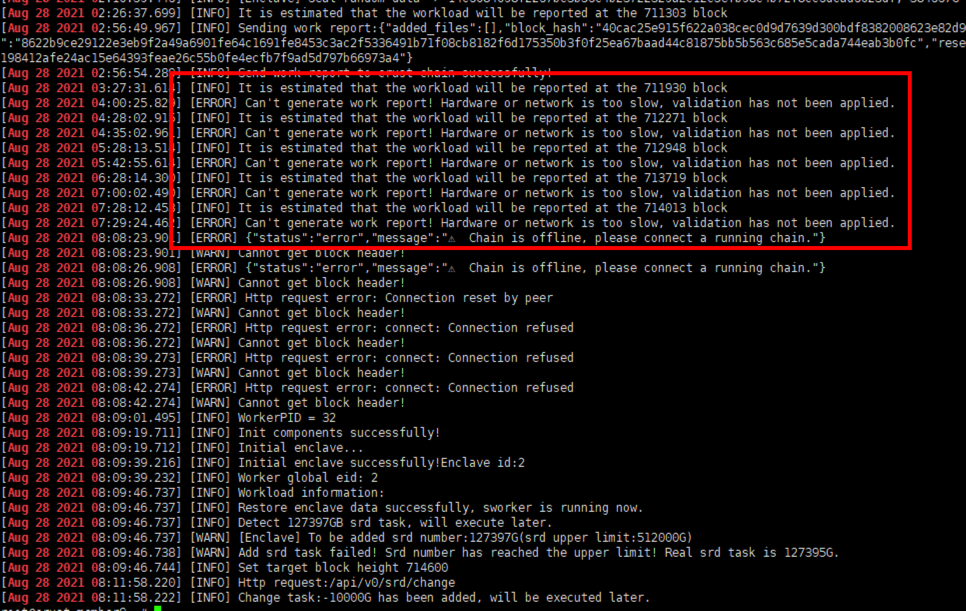 [Aug 28 2021 02:26:37.699] [INFO] It is estimated that the workload will be reported at the 711303 block
[Aug 28 2021 02:26:49.967] [INFO] Sending work report:{"added_files":[],"block_hash":"40cac25e915f622a038cec0d9d7639d300bdf8382008623e82d9
":"8622b9ce29122e3eb9f2a49a6901fe64c1691fe8453c3ac2f5336491b71f08cb8182f6d175350b3f0f25ea67baad44c81875bb5b563c685e5cada744eab3b0fc","rese
198412afe24ac15e64393feae26c55b0fe4ecfb7f9ad5d797b66973a4"}
[Aug 28 2021 02:56:54.289] [INFO] Send work report to crust chain successfully!
[Aug 28 2021 03:27:31.614] [INFO] It is estimated that the workload will be reported at the 711930 block
[Aug 28 2021 04:00:25.829] [ERROR] Can't generate work report! Hardware or network is too slow, validation has not been applied.
[Aug 28 2021 04:28:02.916] [INFO] It is estimated that the workload will be reported at the 712271 block
[Aug 28 2021 04:35:02.961] [ERROR] Can't generate work report! Hardware or network is too slow, validation has not been applied.
[Aug 28 2021 05:28:13.514] [INFO] It is estimated that the workload will be reported at the 712948 block
[Aug 28 2021 05:42:55.614] [ERROR] Can't generate work report! Hardware or network is too slow, validation has not been applied.
[Aug 28 2021 06:28:14.300] [INFO] It is estimated that the workload will be reported at the 713719 block
[Aug 28 2021 07:00:02.490] [ERROR] Can't generate work report! Hardware or network is too slow, validation has not been applied.
[Aug 28 2021 07:28:12.458] [INFO] It is estimated that the workload will be reported at the 714013 block
[Aug 28 2021 07:29:24.462] [ERROR] Can't generate work report! Hardware or network is too slow, validation has not been applied.
[Aug 28 2021 08:08:23.901] [ERROR] {"status":"error","message":"⚠ Chain is offline, please connect a running chain."}
[Aug 28 2021 08:08:23.901] [WARN] Cannot get block header!
[Aug 28 2021 08:08:26.908] [ERROR] {"status":"error","message":"⚠ Chain is offline, please connect a running chain."}
[Aug 28 2021 08:08:26.908] [WARN] Cannot get block header!
[Aug 28 2021 08:08:33.272] [ERROR] Http request error: Connection reset by peer
[Aug 28 2021 08:08:33.272] [WARN] Cannot get block header!
[Aug 28 2021 08:08:36.272] [ERROR] Http request error: connect: Connection refused
[Aug 28 2021 08:08:36.272] [WARN] Cannot get block header!
[Aug 28 2021 08:08:39.273] [ERROR] Http request error: connect: Connection refused
[Aug 28 2021 08:08:39.273] [WARN] Cannot get block header!
[Aug 28 2021 08:08:42.274] [ERROR] Http request error: connect: Connection refused
[Aug 28 2021 08:08:42.274] [WARN] Cannot get block header!
[Aug 28 2021 08:09:01.495] [INFO] WorkerPID = 32
[Aug 28 2021 08:09:19.711] [INFO] Init components successfully!
[Aug 28 2021 08:09:19.712] [INFO] Initial enclave...
[Aug 28 2021 08:09:39.216] [INFO] Initial enclave successfully!Enclave id:2
[Aug 28 2021 08:09:39.232] [INFO] Worker global eid: 2
[Aug 28 2021 08:09:46.737] [INFO] Workload information:
[Aug 28 2021 08:09:46.737] [INFO] Restore enclave data successfully, sworker is running now.
[Aug 28 2021 08:09:46.737] [INFO] Detect 127397GB srd task, will execute later.
[Aug 28 2021 08:09:46.737] [WARN] [Enclave] To be added srd number:127397G(srd upper limit:512000G)
[Aug 28 2021 08:09:46.738] [WARN] Add srd task failed! Srd number has reached the upper limit! Real srd task is 127395G.
[Aug 28 2021 08:09:46.744] [INFO] Set target block height 714600
[Aug 28 2021 08:11:58.220] [INFO] Http request:/api/v0/srd/change
[Aug 28 2021 08:11:58.222] [INFO] Change task:-10000G has been added, will be executed later.